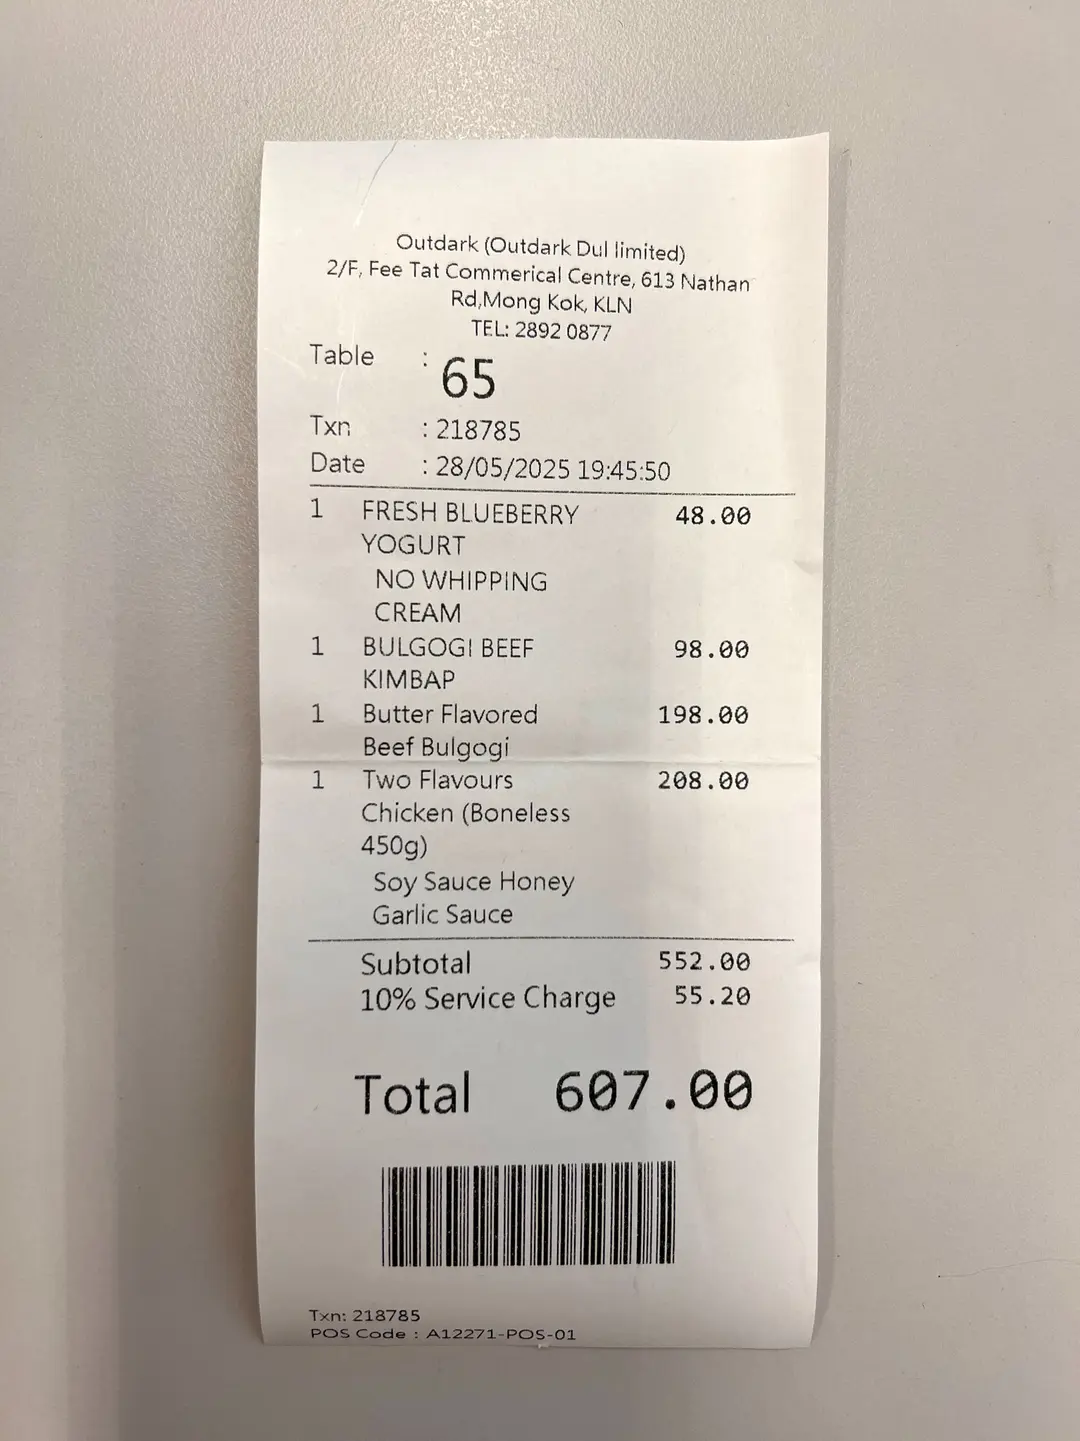 Outdark (Outdark Dul limited)
2/F, Fee Tat Commerical Centre, 613 Nathan
Rd,Mong Kok, KLN
TEL: 2892 0877
Table : 65
Txn : 218785
Date : 28/05/2025 19:45:50
1 FRESH BLUEBERRY 48.00
YOGURT
NO WHIPPING
CREAM
1 BULGOGI BEEF 98.00
KIMBAP
1 Butter Flavored 198.00
Beef Bulgogi
1 Two Flavours 208.00
Chicken (Boneless
450g)
Soy Sauce Honey
Garlic Sauce
Subtotal 552.00
10% Service Charge 55.20
Total 607.00
Txn: 218785
POS Code : A12271-POS-01